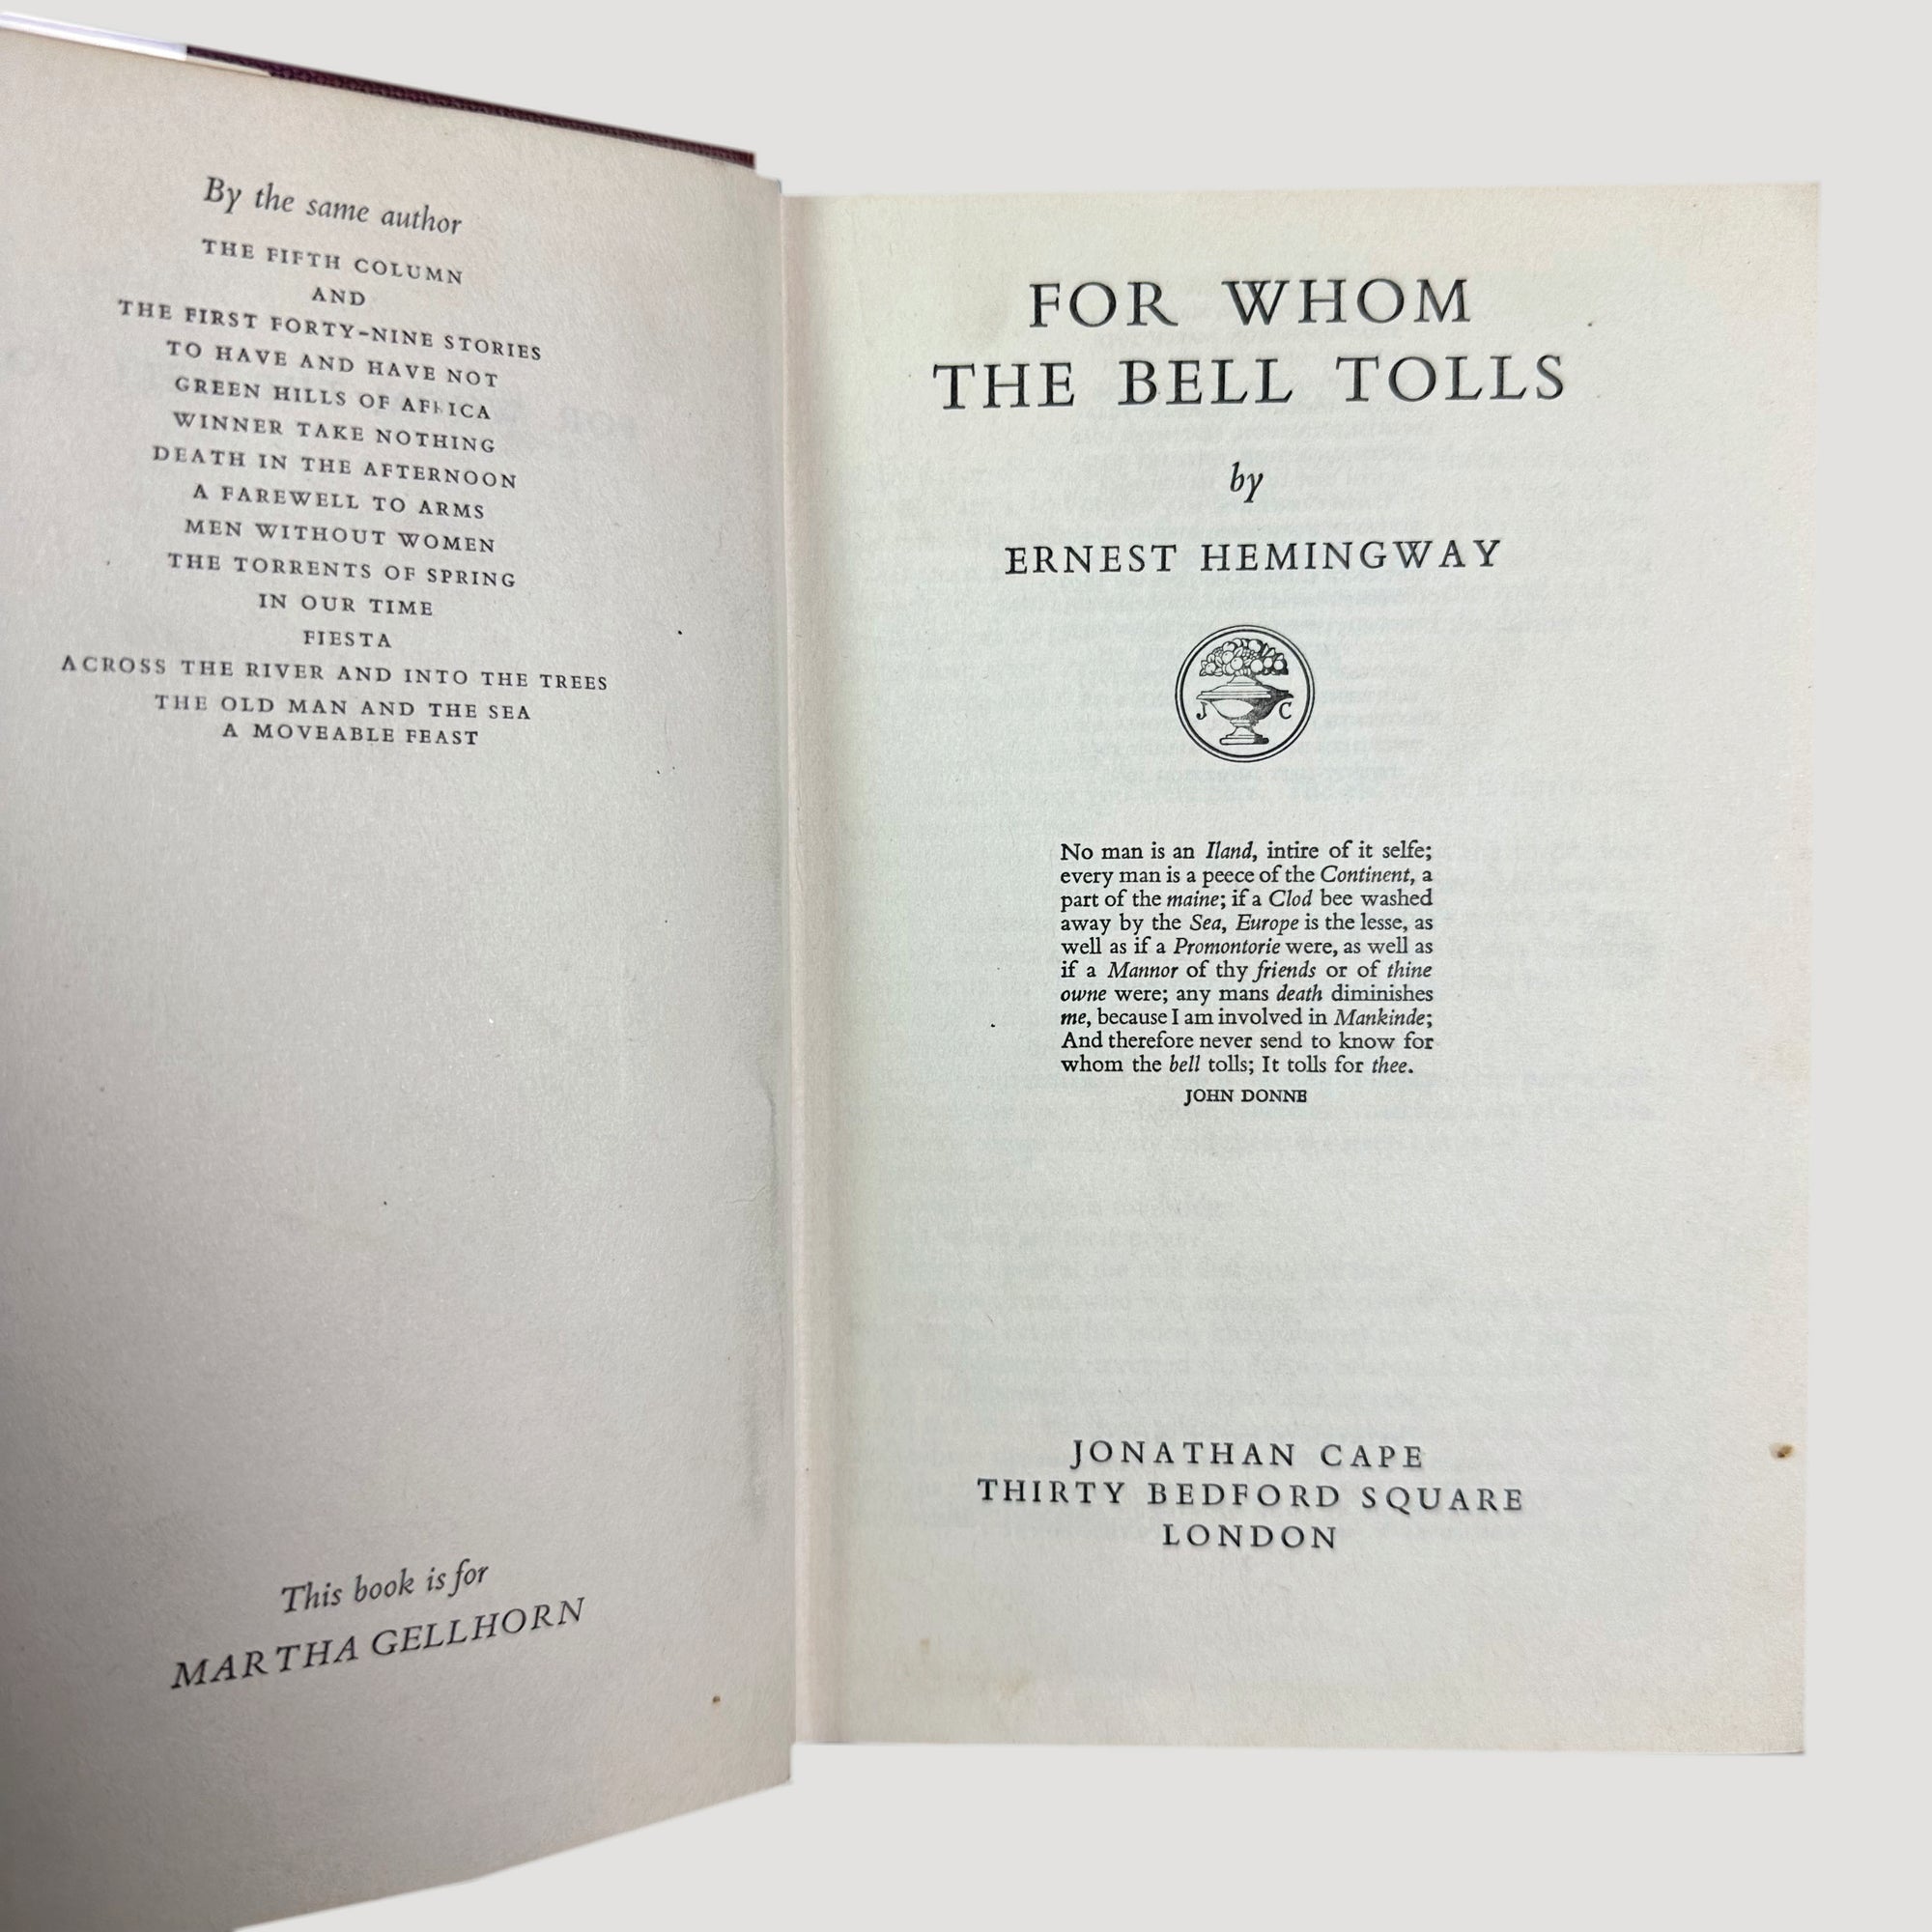 By the same author
THE FIFTH COLUMN
AND
THE FIRST FORTY-NINE STORIES
TO HAVE AND HAVE NOT
GREEN HILLS OF AFRICA
WINNER TAKE NOTHING
DEATH IN THE AFTERNOON
A FAREWELL TO ARMS
MEN WITHOUT WOMEN
THE TORRENTS OF SPRING
IN OUR TIME
FIESTA
ACROSS THE RIVER AND INTO THE TREES
THE OLD MAN AND THE SEA
A MOVEABLE FEAST
This book is for
MARTHA GELLHORN
FOR WHOM
THE BELL TOLLS
by
ERNEST HEMINGWAY
J C
No man is an Iland, intire of it selfe;
every man is a peece of the Continent, a
part of the maine; if a Clod bee washed
away by the Sea, Europe is the lesse, as
well as if a Promontorie were, as well as
if a Mannor of thy friends or of thine
owne were; any mans death diminishes
me, because I am involved in Mankinde;
And therefore never send to know for
whom the bell tolls; It tolls for thee.
JOHN DONNE
JONATHAN CAPE
THIRTY BEDFORD SQUARE
LONDON